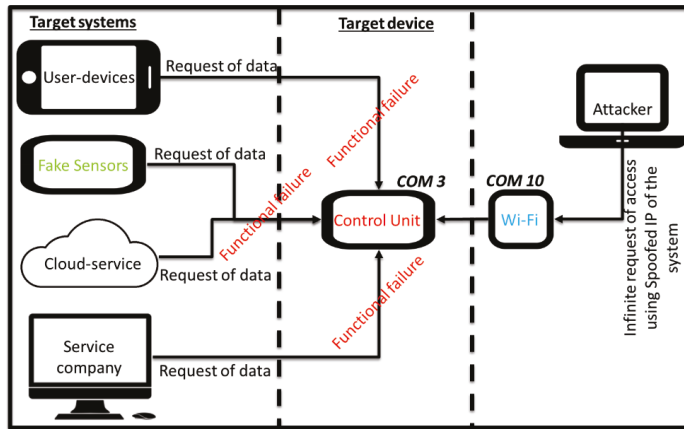 Target systems
Target device
User-devices
Request of data
Functional failure
Attacker
Fake Sensors
Request of data
Functional failure
COM 3
COM 10
Control Unit
Wi-Fi
Infinite request of access
using Spoofed IP of the
system
Cloud-service
Request of data
Functional failure
Service
company
Request of data